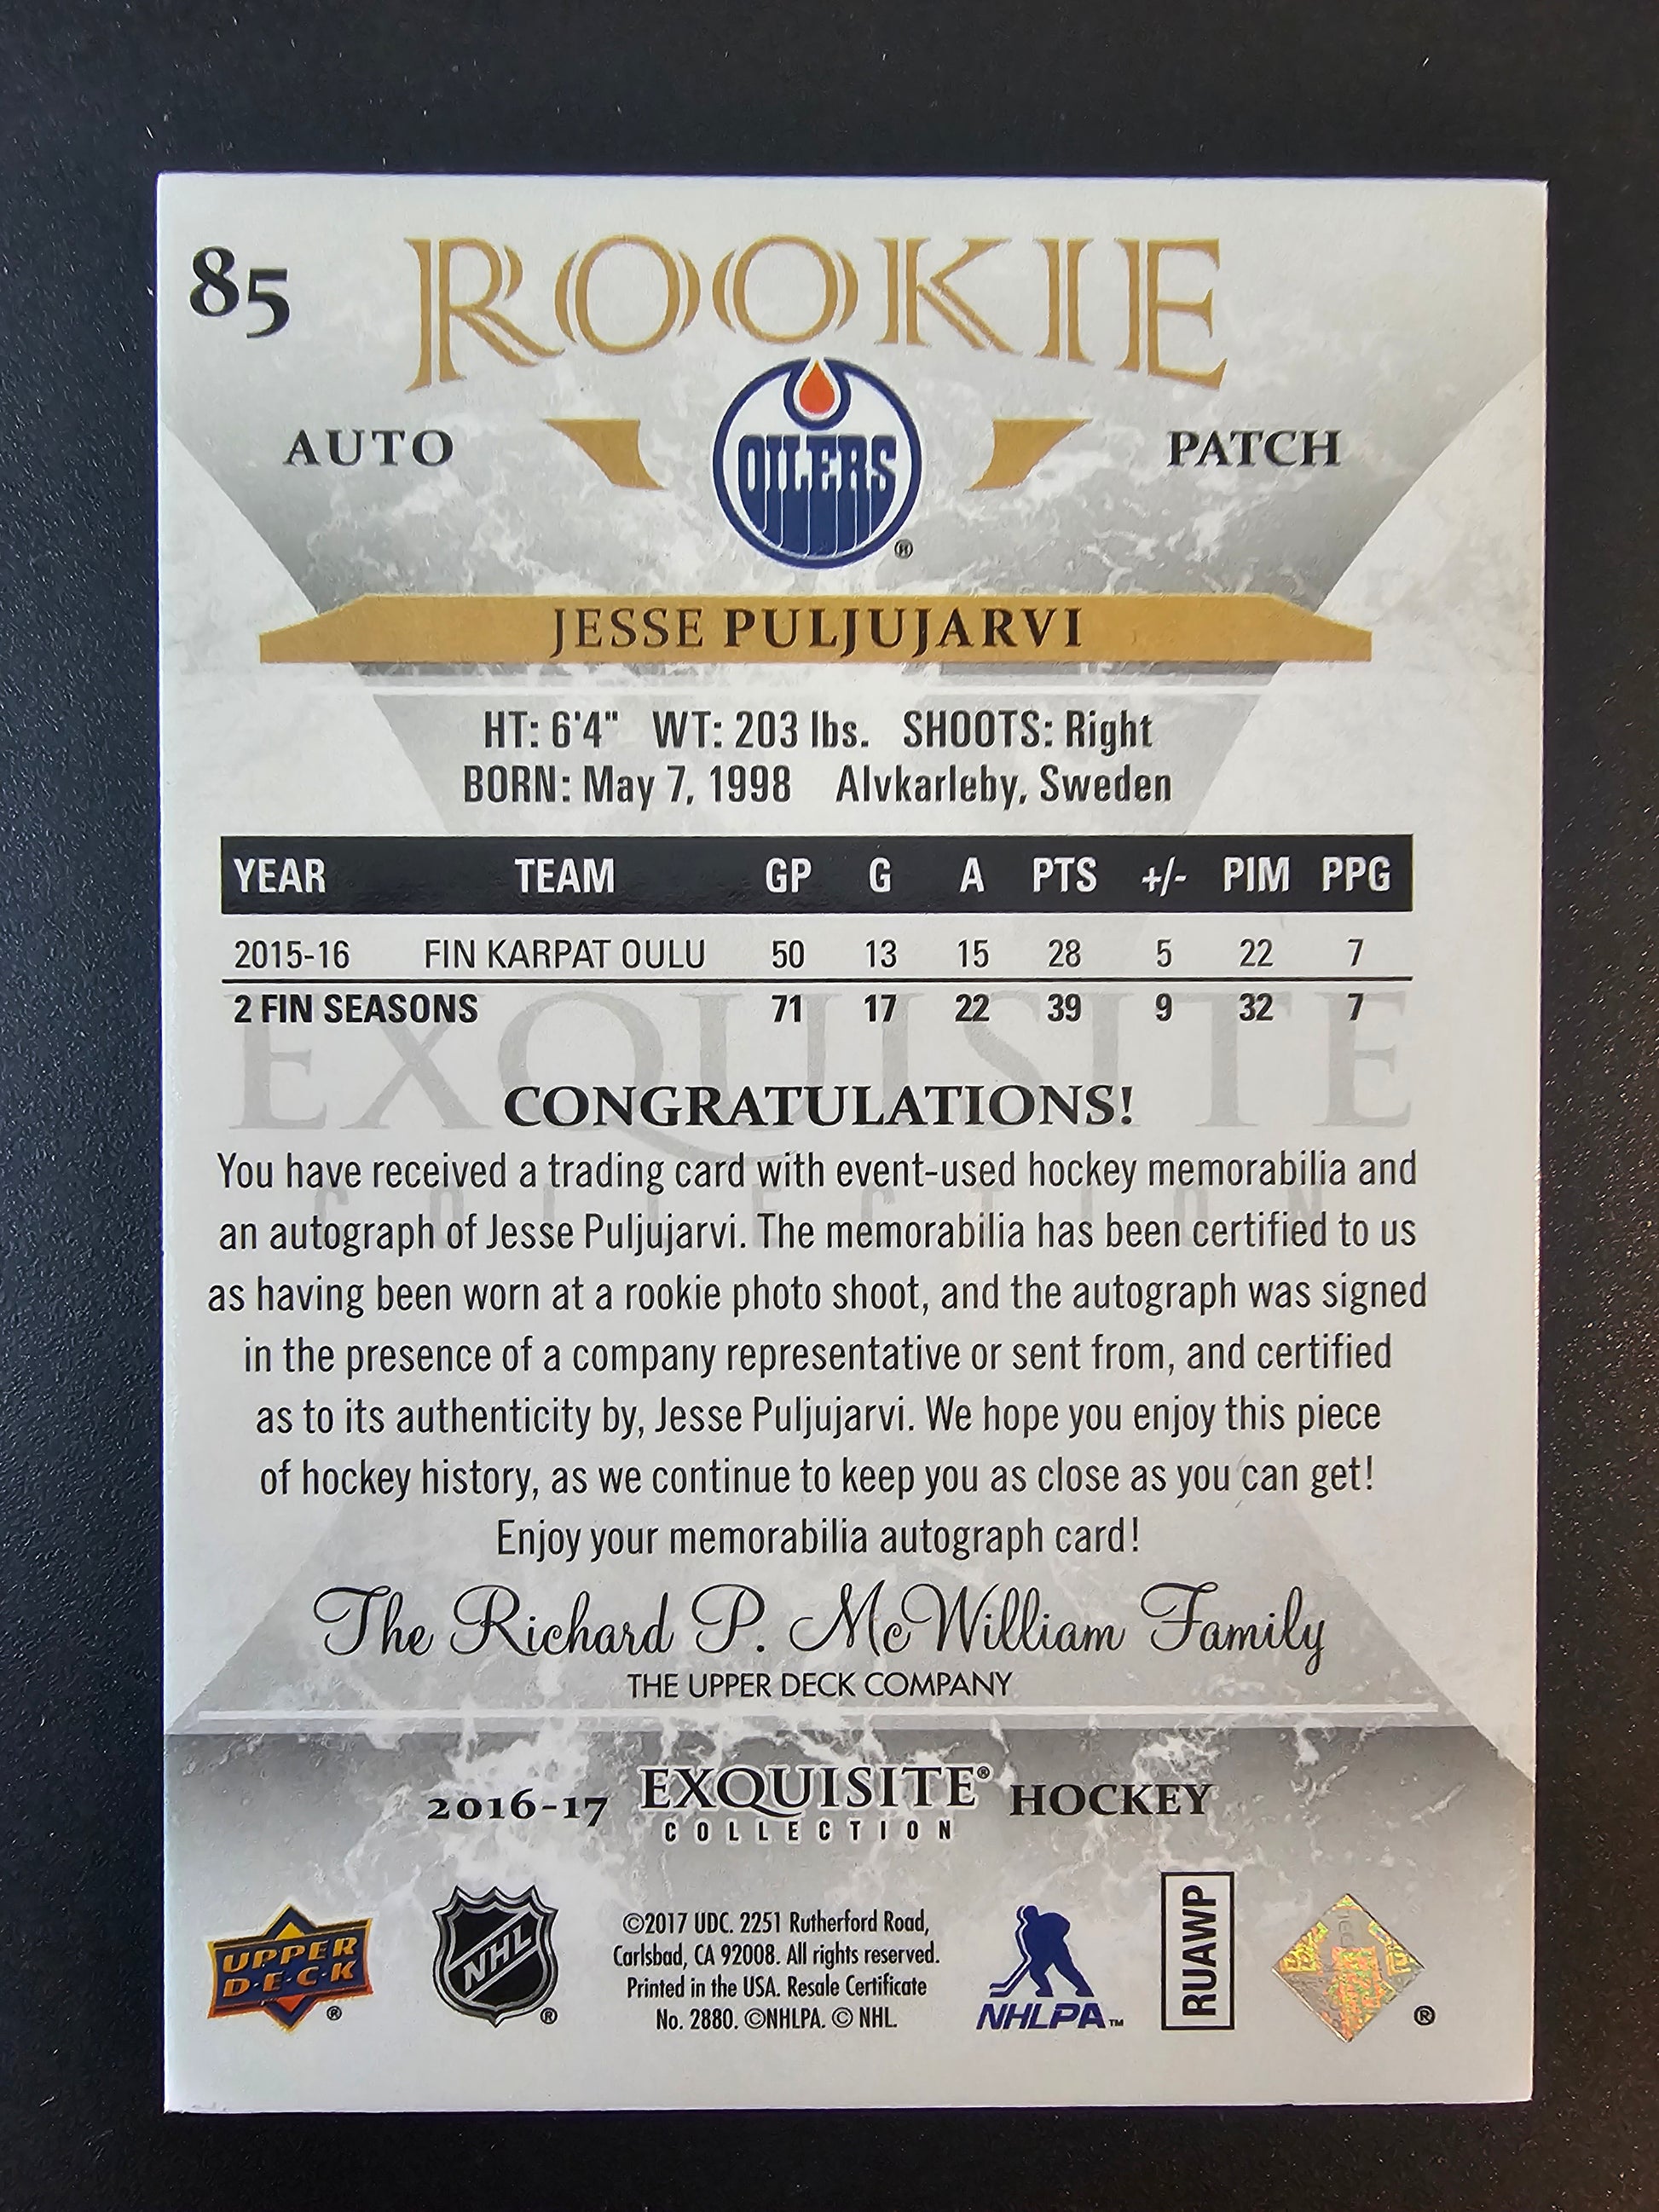 85
ROOKIE
AUTO
PATCH
OILERS
®
JESSE PULJUJARVI
HT: 6'4" WT: 203 lbs. SHOOTS: Right
BORN: May 7, 1998 Alvkarleby, Sweden
YEAR TEAM GP G A PTS +/- PIM PPG
2015-16 FIN KARPAT OULU 50 13 15 28 5 22 7
2 FIN SEASONS 71 17 22 39 9 32 7
EXQUISITE
COLLECTION
CONGRATULATIONS!
You have received a trading card with event-used hockey memorabilia and
an autograph of Jesse Puljujarvi. The memorabilia has been certified to us
as having been worn at a rookie photo shoot, and the autograph was signed
in the presence of a company representative or sent from, and certified
as to its authenticity by, Jesse Puljujarvi. We hope you enjoy this piece
of hockey history, as we continue to keep you as close as you can get!
Enjoy your memorabilia autograph card!
The Richard P. McWilliam Family
THE UPPER DECK COMPANY
2016-17 EXQUISITE® HOCKEY
COLLECTION
UPPER
D·E·C·K
®
NHL
®
©2017 UDC. 2251 Rutherford Road,
Carlsbad, CA 92008. All rights reserved.
Printed in the USA. Resale Certificate
No. 2880. ©NHLPA. © NHL.
NHLPA™
RUAWP
®